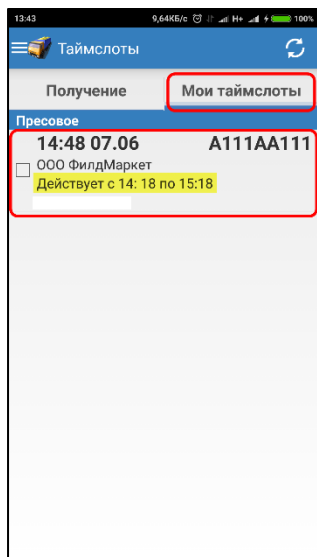 13:43 9,64КБ/с H+ 100%
Таймслоты
Получение Мои таймслоты
Пресовое
14:48 07.06 А111АА111
ООО ФилдМаркет
Действует с 14: 18 по 15:18